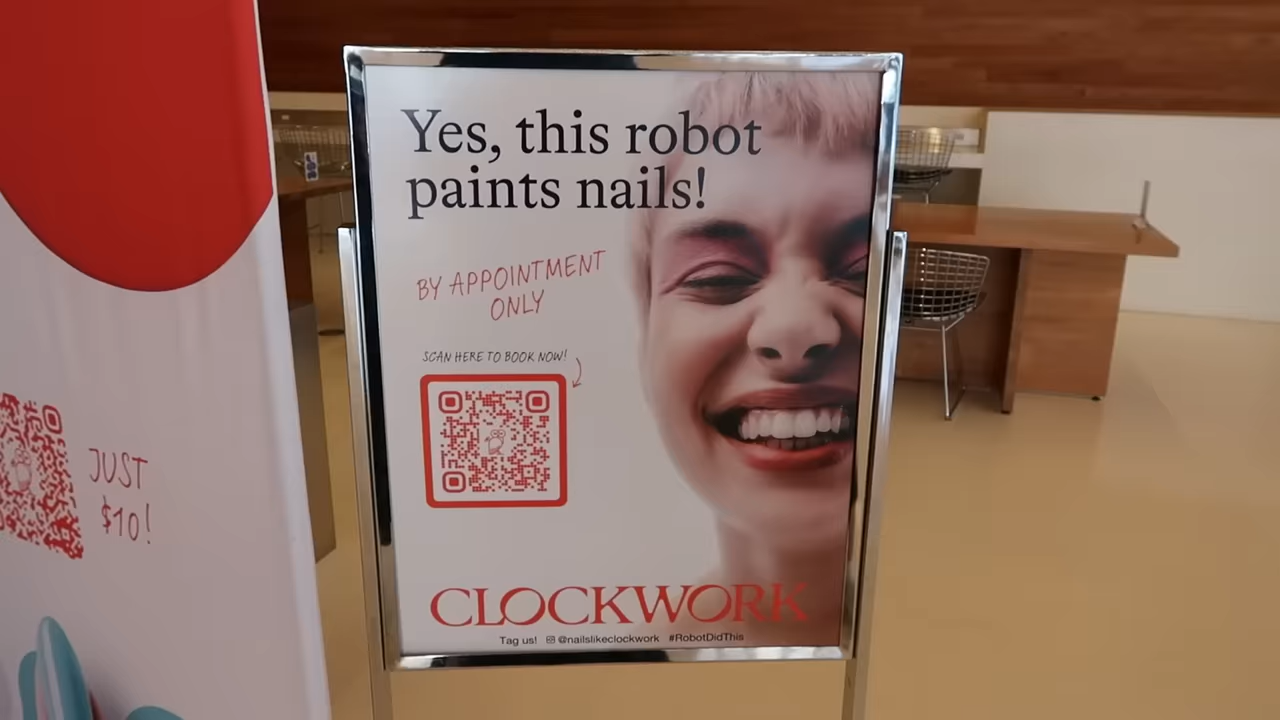 Yes, this robot
paints nails!
BY APPOINTMENT
ONLY
SCAN HERE TO BOOK NOW!
CLOCKWORK
Tag us! @nailslikeclockwork #RobotDidThis
JUST
$10!